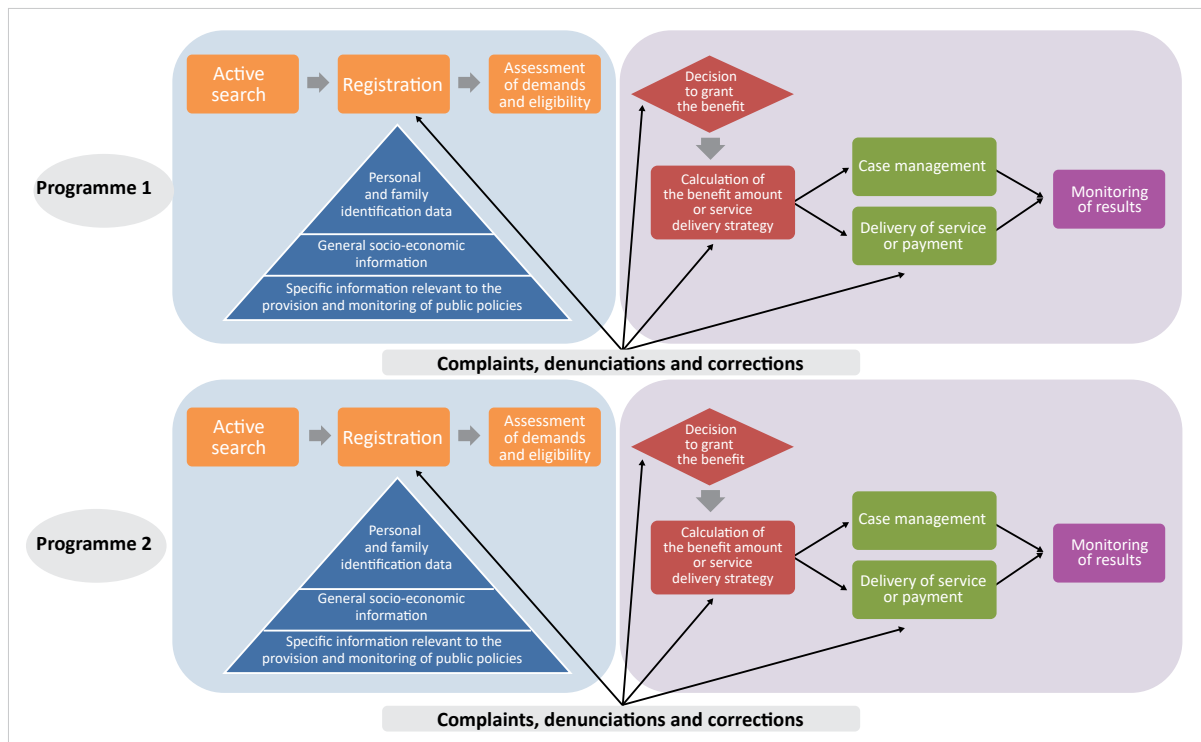 Active
search
Registration
Assessment
of demands
and eligibility
Programme 1
Personal
and family
identification data
General socio-economic
information
Specific information relevant to the
provision and monitoring of public policies
Decision
to grant
the benefit
Calculation of
the benefit amount
or service
delivery strategy
Case management
Delivery of service
or payment
Monitoring
of results
Complaints, denunciations and corrections
Active
search
Registration
Assessment
of demands
and eligibility
Programme 2
Personal
and family
identification data
General socio-economic
information
Specific information relevant to the
provision and monitoring of public policies
Decision
to grant
the benefit
Calculation of
the benefit amount
or service
delivery strategy
Case management
Delivery of service
or payment
Monitoring
of results
Complaints, denunciations and corrections